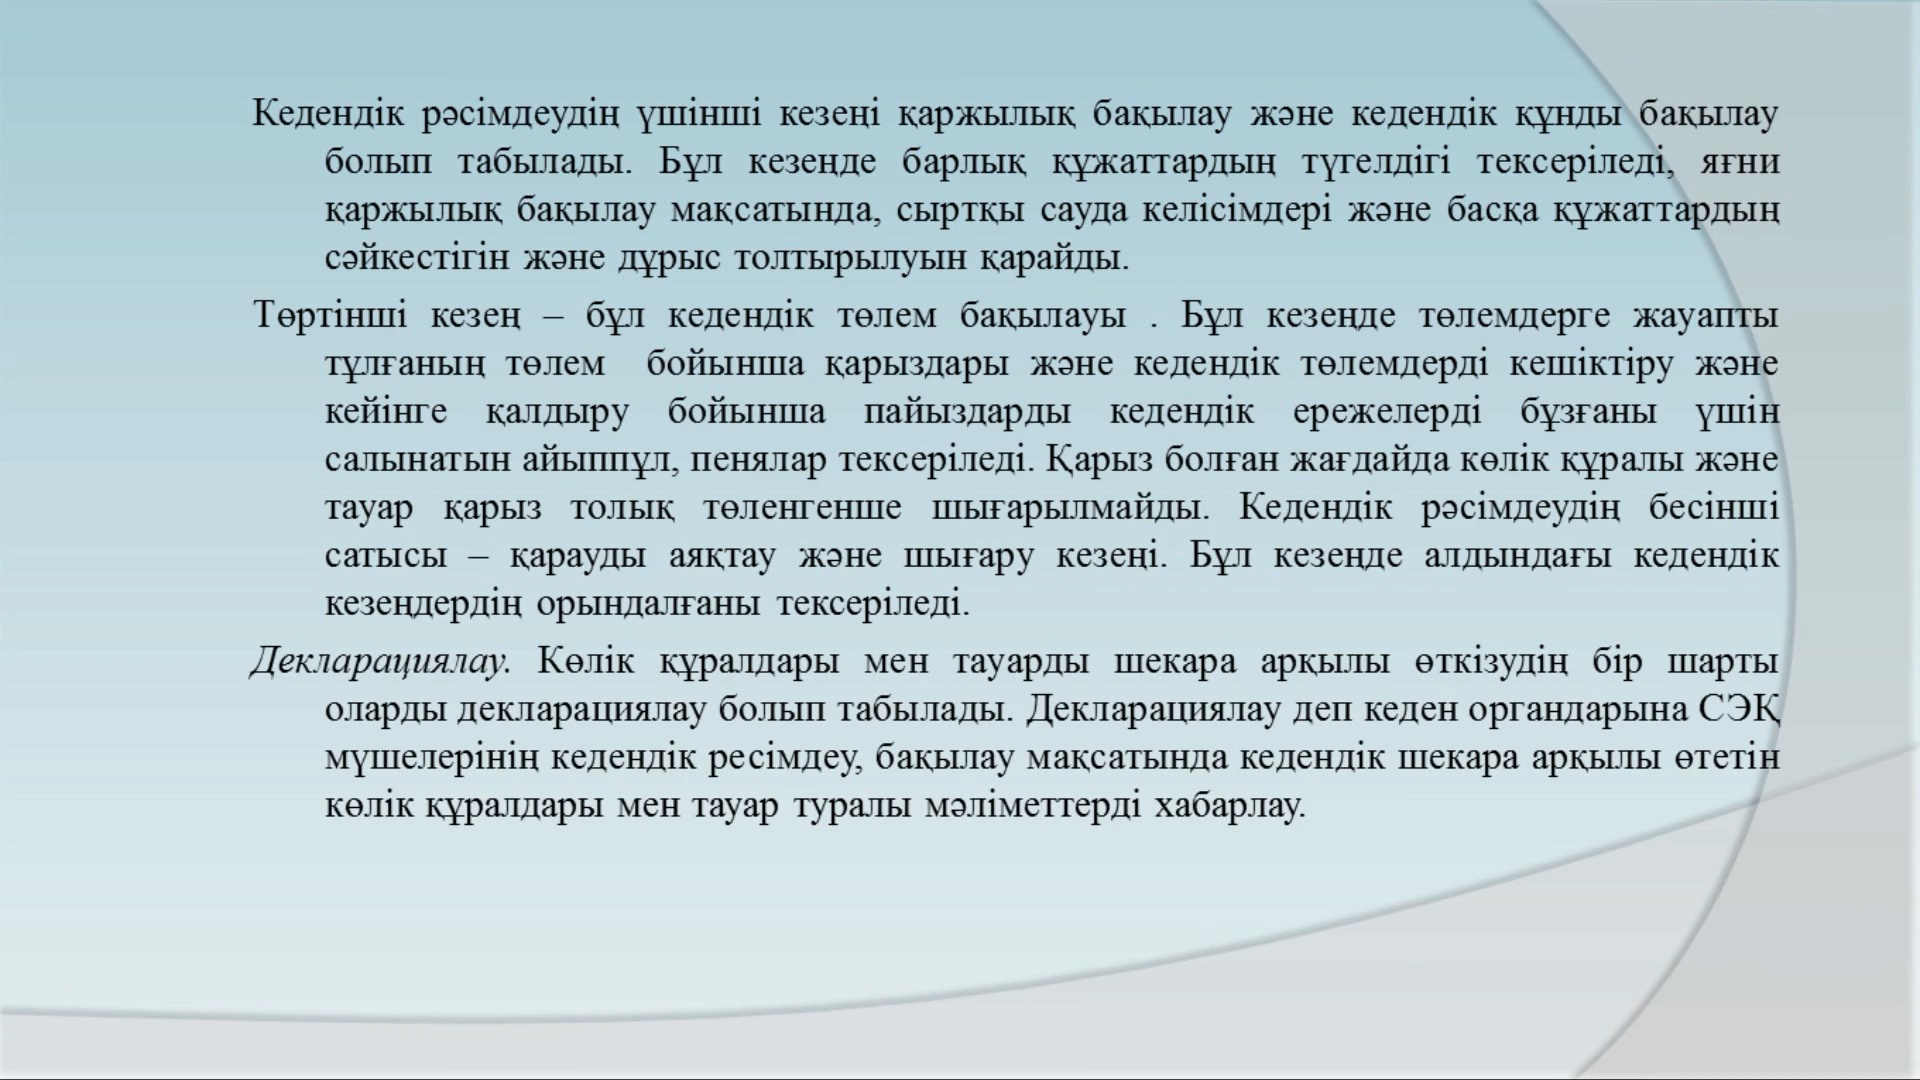 Кедендік рәсімдеудің үшінші кезеңі қаржылық бақылау және кедендік құнды бақылау
болып табылады. Бұл кезеңде барлық құжаттардың түгелдігі тексеріледі, яғни
қаржылық бақылау мақсатында, сыртқы сауда келісімдері және басқа құжаттардың
сәйкестігін және дұрыс толтырылуын қарайды.
Төртінші кезең – бұл кедендік төлем бақылауы . Бұл кезеңде төлемдерге жауапты
тұлғаның төлем бойынша қарыздары және кедендік төлемдерді кешіктіру және
кейінге қалдыру бойынша пайыздарды кедендік ережелерді бұзғаны үшін
салынатын айыппұл, пенялар тексеріледі. Қарыз болған жағдайда көлік құралы және
тауар қарыз толық төленгенше шығарылмайды. Кедендік рәсімдеудің бесінші
сатысы – қарауды аяқтау және шығару кезеңі. Бұл кезеңде алдындағы кедендік
кезеңдердің орындалғаны тексеріледі.
Декларациялау. Көлік құралдары мен тауарды шекара арқылы өткізудің бір шарты
оларды декларациялау болып табылады. Декларациялау деп кеден органдарына СЭҚ
мүшелерінің кедендік ресімдеу, бақылау мақсатында кедендік шекара арқылы өтетін
көлік құралдары мен тауар туралы мәліметтерді хабарлау.